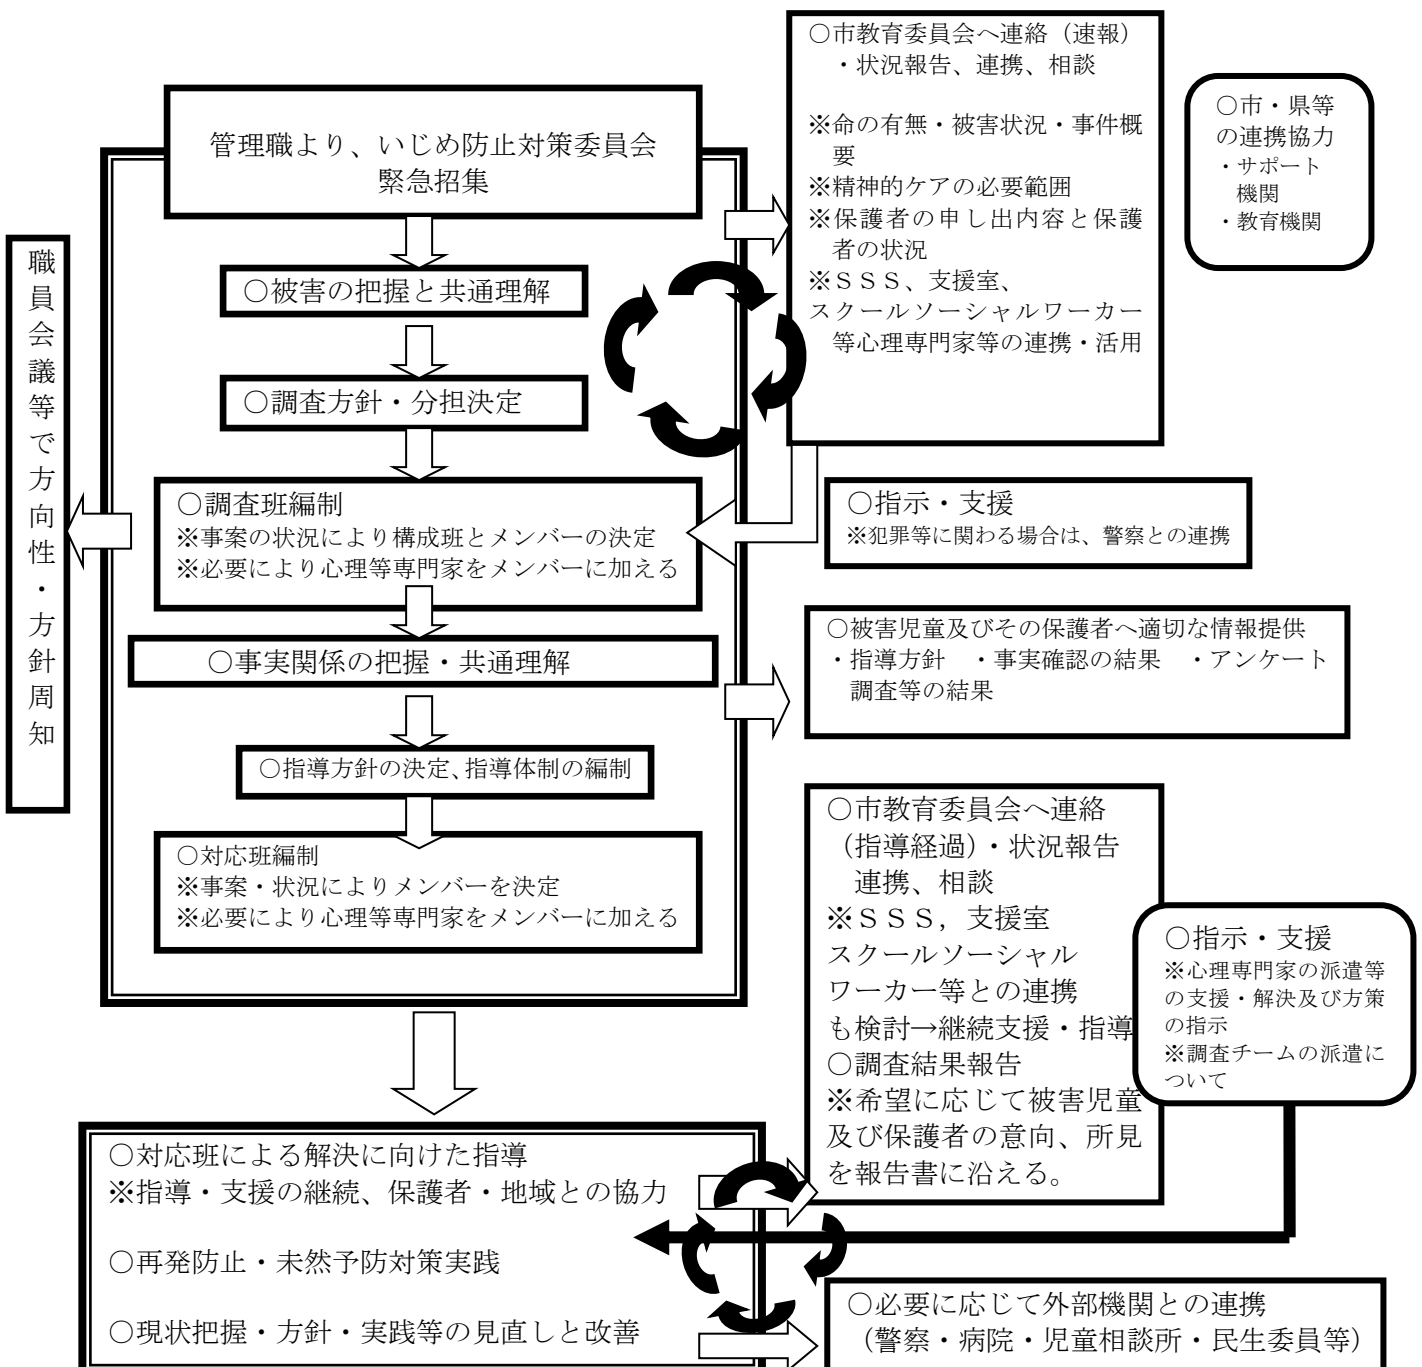 管理職より、いじめ防止対策委員会
緊急招集
○被害の把握と共通理解
○調査方針・分担決定
○調査班編制
※事案の状況により構成班とメンバーの決定
※必要により心理等専門家をメンバーに加える
○事実関係の把握・共通理解
○指導方針の決定、指導体制の編制
○対応班編制
※事案・状況によりメンバーを決定
※必要により心理等専門家をメンバーに加える
職員会議等で方向性・方針周知
○市教育委員会へ連絡（速報）
・状況報告、連携、相談
※命の有無・被害状況・事件概
要
※精神的ケアの必要範囲
※保護者の申し出内容と保護
者の状況
※ＳＳＳ、支援室、
スクールソーシャルワーカー
等心理専門家等の連携・活用
○市・県等
の連携協力
・サポート
機関
・教育機関
○指示・支援
※犯罪等に関わる場合は、警察との連携
○被害児童及びその保護者へ適切な情報提供
・指導方針　・事実確認の結果　・アンケート
調査等の結果
○市教育委員会へ連絡
（指導経過）・状況報告
連携、相談
※ＳＳＳ，支援室
スクールソーシャル
ワーカー等との連携
も検討→継続支援・指導
○調査結果報告
※希望に応じて被害児童
及び保護者の意向、所見
を報告書に沿える。
○指示・支援
※心理専門家の派遣等
の支援・解決及び方策
の指示
※調査チームの派遣に
ついて
○対応班による解決に向けた指導
※指導・支援の継続、保護者・地域との協力
○再発防止・未然予防対策実践
○現状把握・方針・実践等の見直しと改善
○必要に応じて外部機関との連携
（警察・病院・児童相談所・民生委員等）